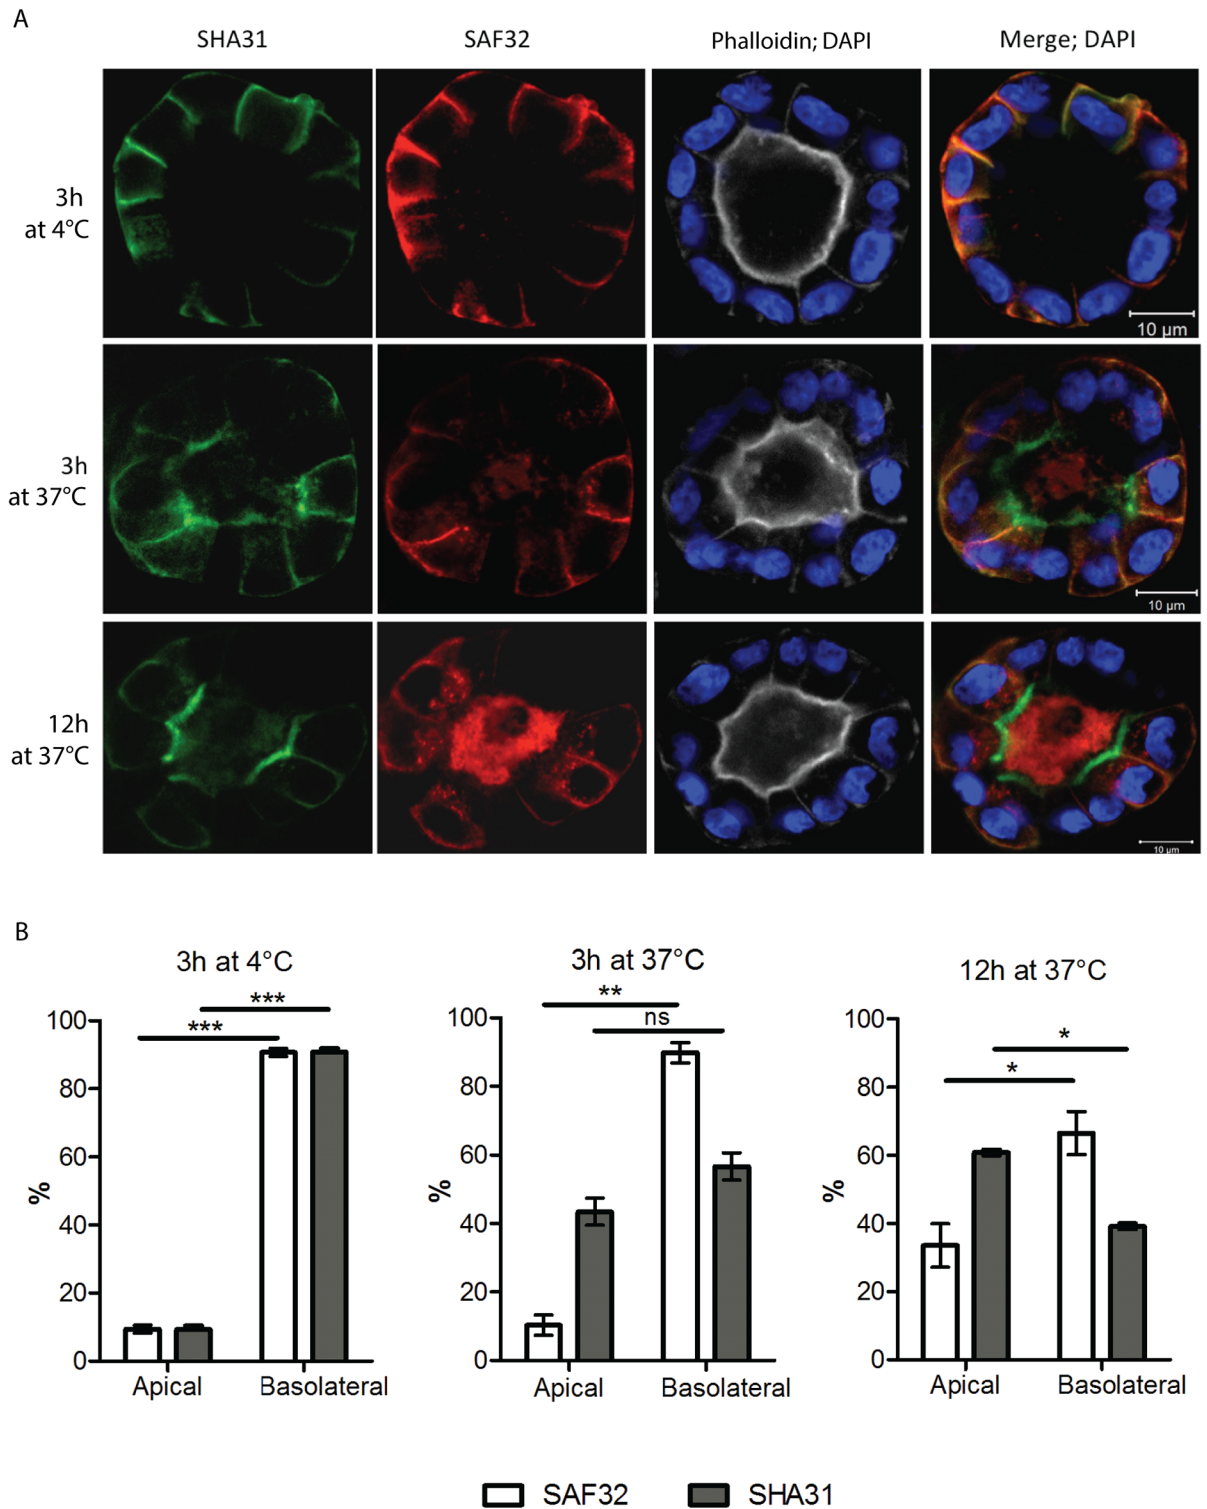 A
SHA31
SAF32
Phalloidin; DAPI
Merge; DAPI
3h
at 4°C
10 µm
3h
at 37°C
10 µm
12h
at 37°C
10 µm
B
3h at 4°C
3h at 37°C
12h at 37°C
***
***
**
ns
*
*
100
80
60
40
20
0
%
Apical
Basolateral
100
80
60
40
20
0
%
Apical
Basolateral
100
80
60
40
20
0
%
Apical
Basolateral
SAF32
SHA31